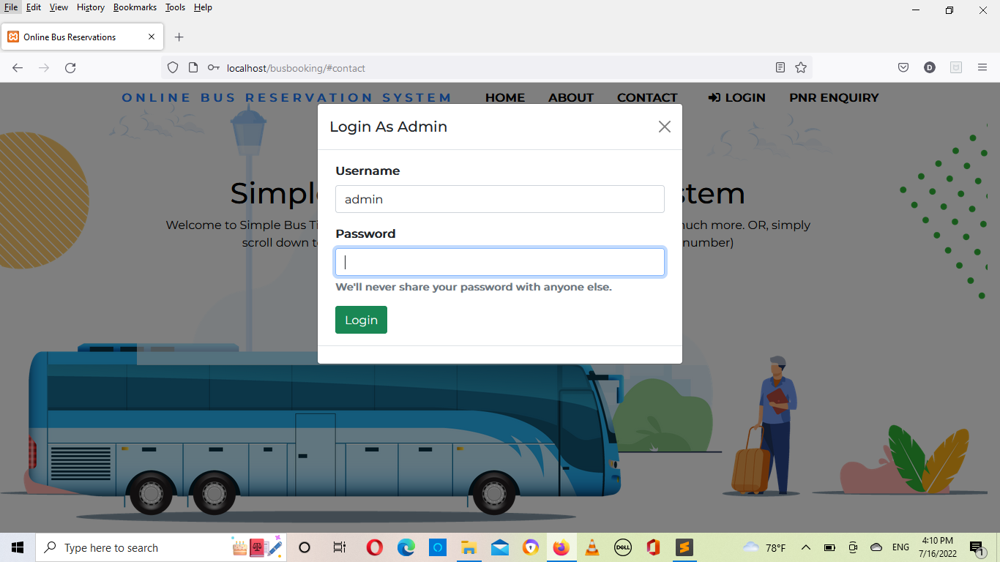 File Edit View History Bookmarks Tools Help
Online Bus Reservations
localhost/busbooking/#contact
D
ONLINE BUS RESERVATION SYSTEM HOME ABOUT CONTACT LOGIN PNR ENQUIRY
Login As Admin
Username
admin
Simpl stem
Password
Welcome to Simple Bus Ti much more. OR, simply
scroll down t number)
We'll never share your password with anyone else.
Login
Type here to search
DELL
78°F
ENG
4:10 PM
7/16/2022
1